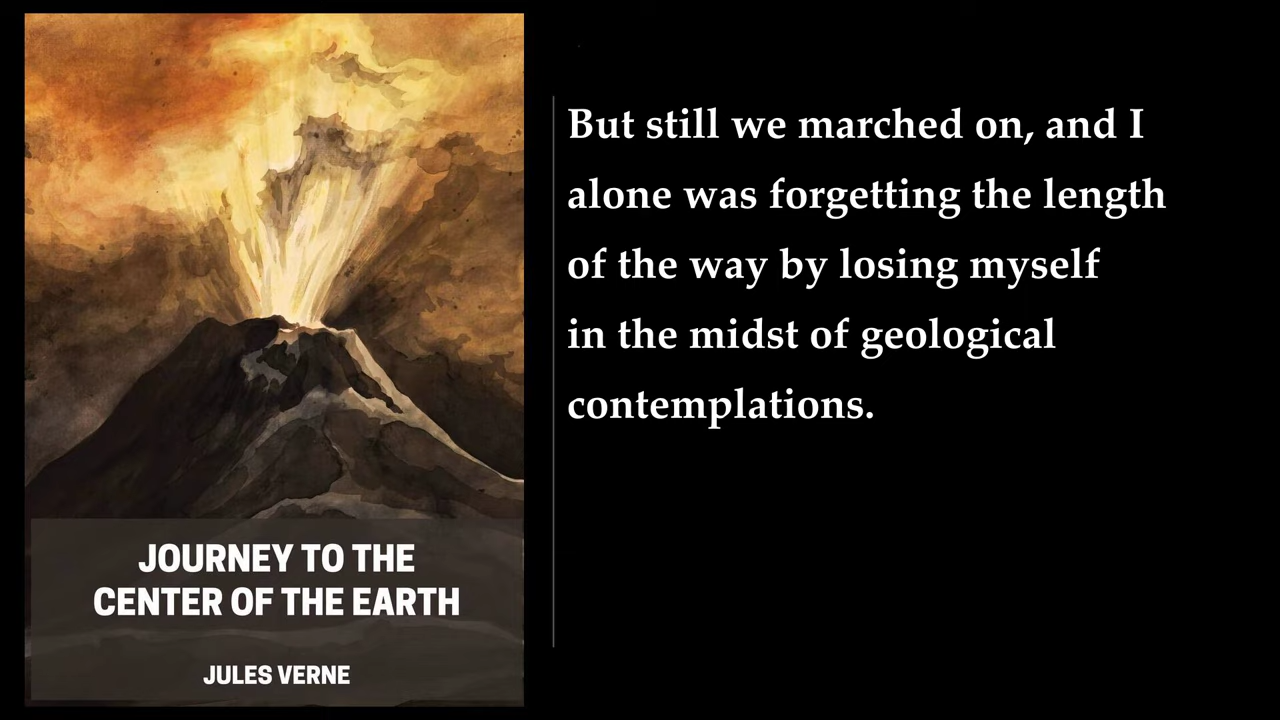 But still we marched on, and I
alone was forgetting the length
of the way by losing myself
in the midst of geological
contemplations.
JOURNEY TO THE
CENTER OF THE EARTH
JULES VERNE